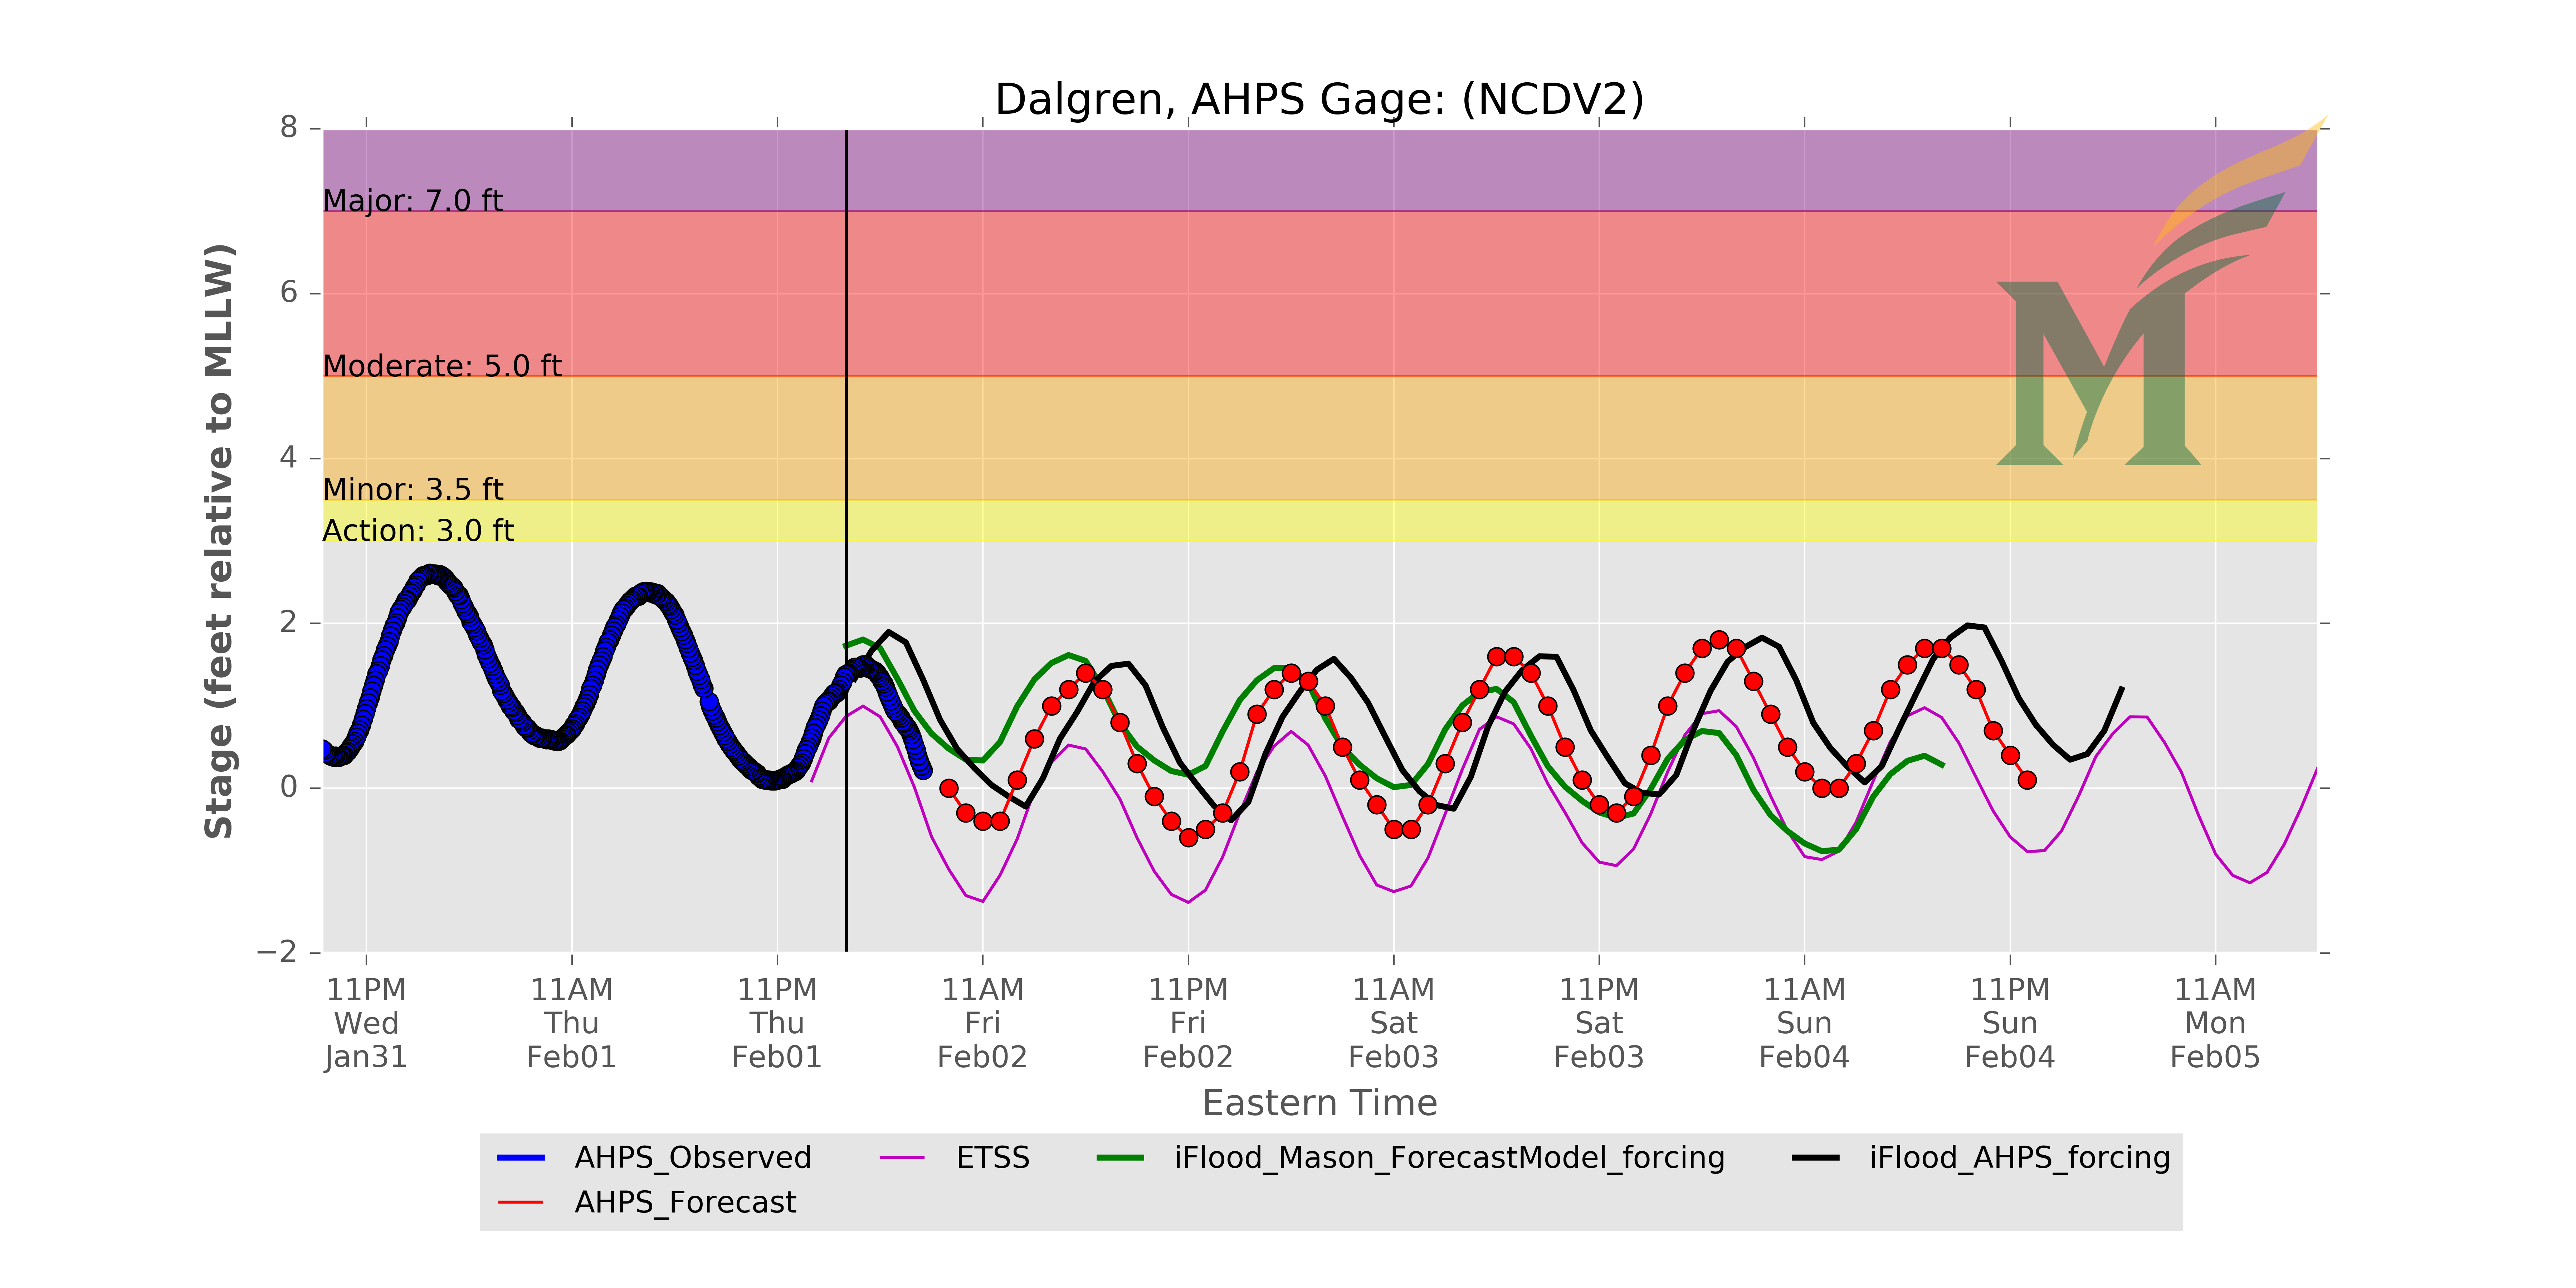 Dalgren, AHPS Gage: (NCDV2)
8
Major: 7.0 ft
6
Moderate: 5.0 ft
4
Minor: 3.5 ft
Action: 3.0 ft
2
0
−2
Stage (feet relative to MLLW)
11PM 11AM 11PM 11AM 11PM 11AM 11PM 11AM 11PM 11AM
Wed Thu Thu Fri Fri Sat Sat Sun Sun Mon
Jan31 Feb01 Feb01 Feb02 Feb02 Feb03 Feb03 Feb04 Feb04 Feb05
Eastern Time
AHPS_Observed ETSS iFlood_Mason_ForecastModel_forcing iFlood_AHPS_forcing
AHPS_Forecast
M